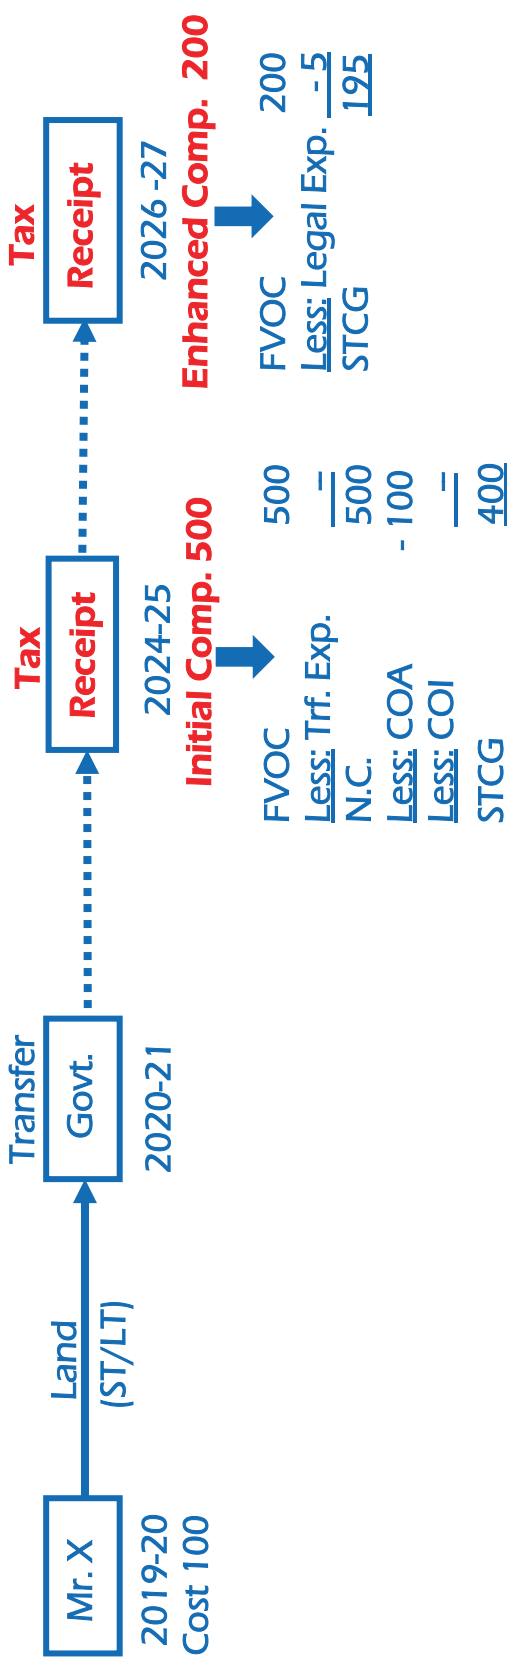 Mr. X
2019-20
Cost 100
Land
(ST/LT)
Transfer
Govt.
2020-21
Tax
Receipt
2024-25
Initial Comp. 500
FVOC 500
Less: Trf. Exp. --
N.C. 500
Less: COA - 100
Less: COI --
STCG 400
Tax
Receipt
2026 -27
Enhanced Comp. 200
FVOC 200
Less: Legal Exp. - 5
STCG 195